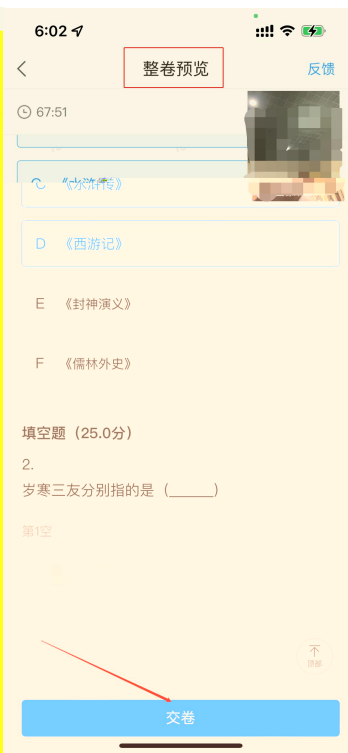 6:02
整卷预览
反馈
67:51
C 《水浒传》
D 《西游记》
E 《封神演义》
F 《儒林外史》
填空题（25.0分）
2.
岁寒三友分别指的是（_____）
第1空
顶部
交卷